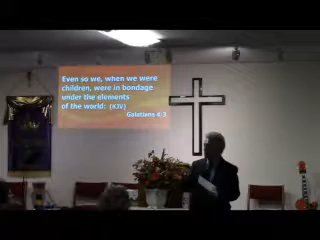 Even so we, when we were
children, were in bondage
under the elements
of the world: (KJV)
Galatians 4:3